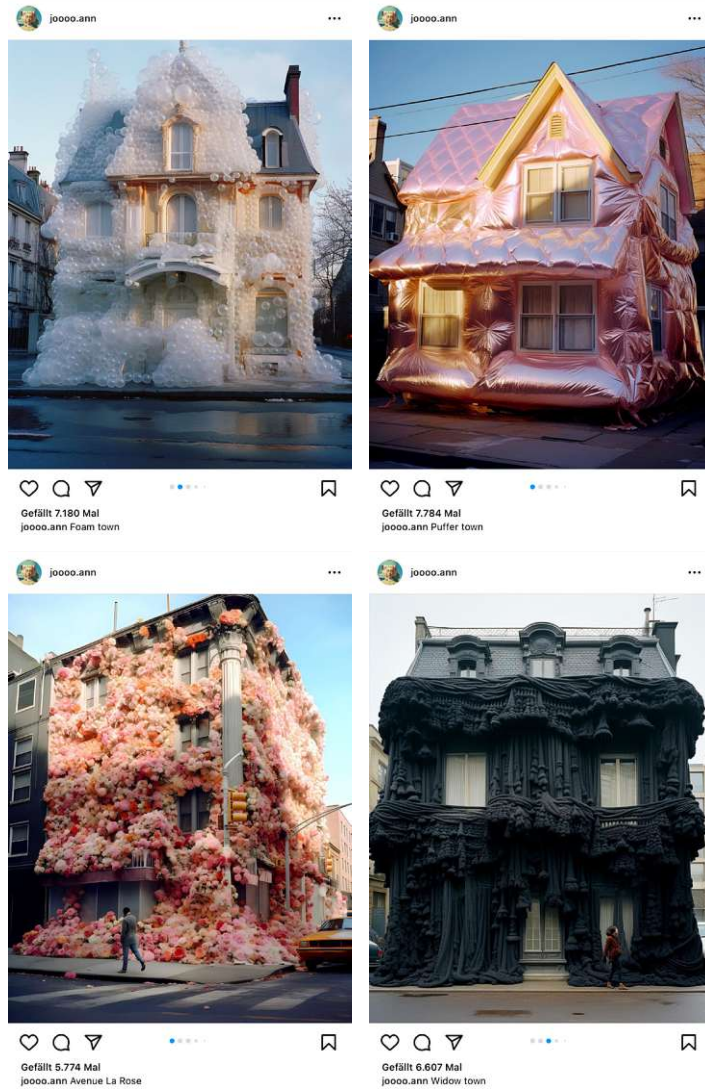 joooo.ann
Gefällt 7.180 Mal
joooo.ann Foam town
joooo.ann
Gefällt 7.784 Mal
joooo.ann Puffer town
joooo.ann
Gefällt 5.774 Mal
joooo.ann Avenue La Rose
joooo.ann
Gefällt 6.607 Mal
joooo.ann Widow town